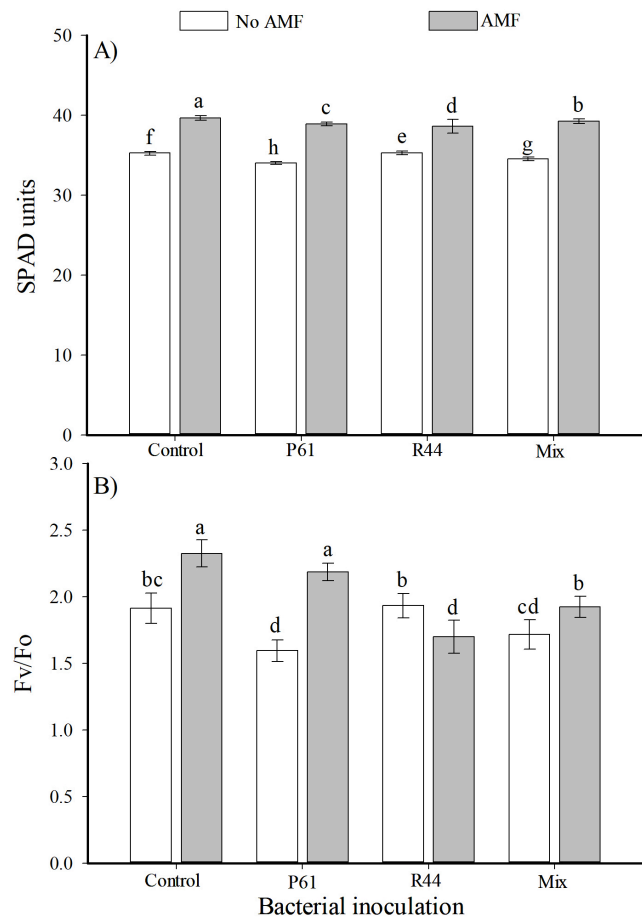 No AMF AMF
50
A)
a
b
c
d
40
f
e
g
h
30
SPAD units
20
10
0
Control P61 R44 Mix
3.0
B)
2.5
a
a
bc
b
b
2.0
d
d
cd
Fv/Fo
1.5
1.0
0.5
0.0
Control P61 R44 Mix
Bacterial inoculation